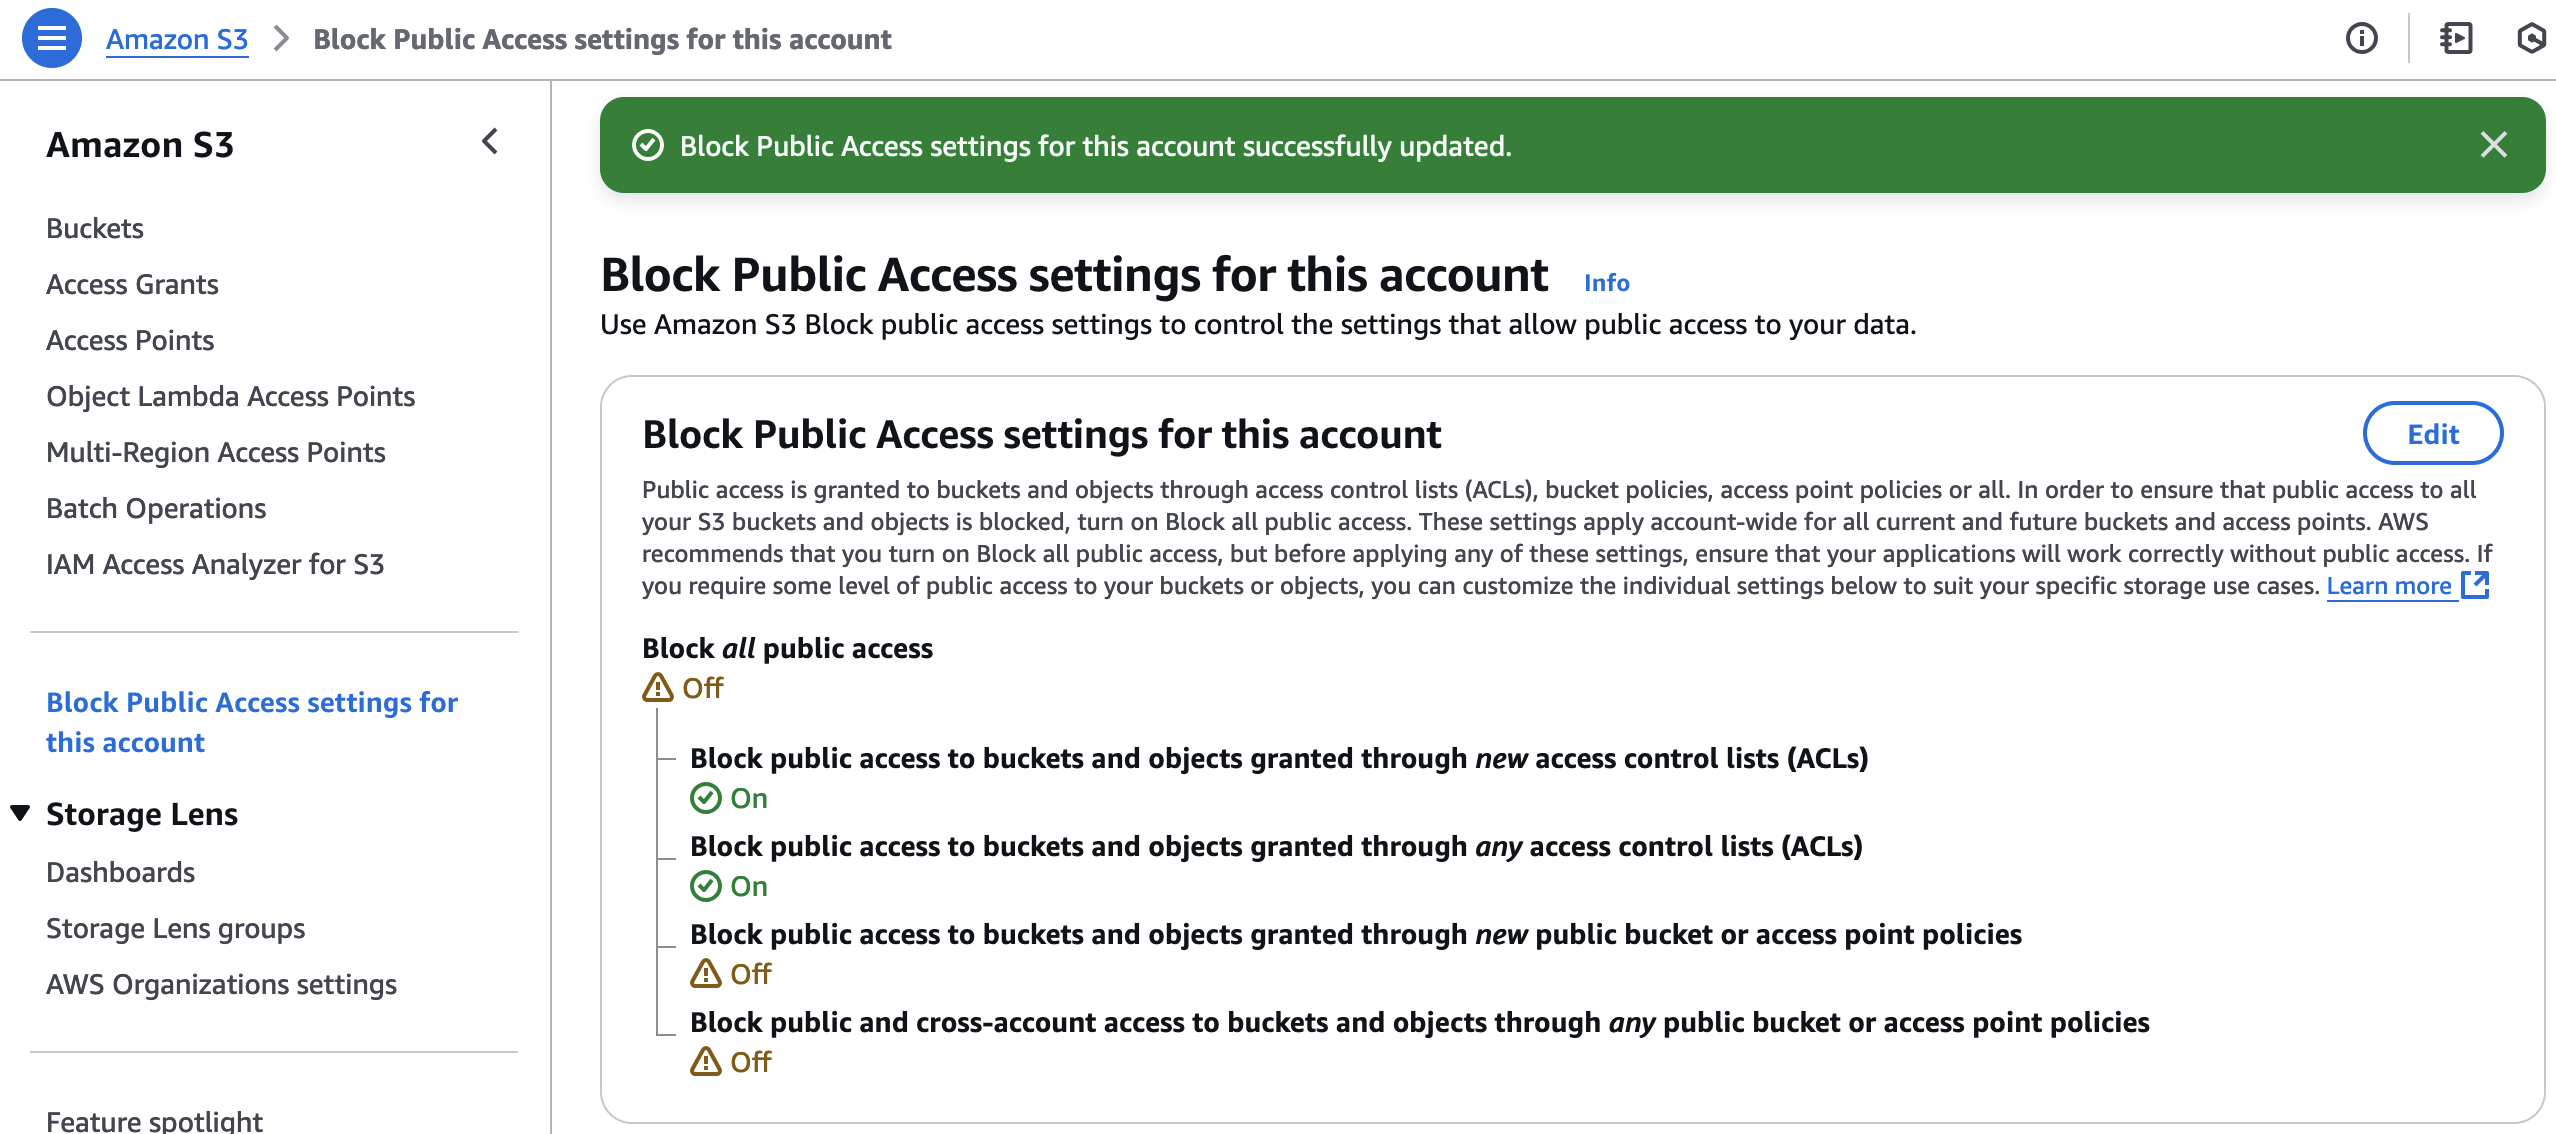 Amazon S3 > Block Public Access settings for this account
Amazon S3
Buckets
Access Grants
Access Points
Object Lambda Access Points
Multi-Region Access Points
Batch Operations
IAM Access Analyzer for S3
Block Public Access settings for
this account
Storage Lens
Dashboards
Storage Lens groups
AWS Organizations settings
Feature spotlight
Block Public Access settings for this account successfully updated.
Block Public Access settings for this account Info
Use Amazon S3 Block public access settings to control the settings that allow public access to your data.
Block Public Access settings for this account
Edit
Public access is granted to buckets and objects through access control lists (ACLs), bucket policies, access point policies or all. In order to ensure that public access to all
your S3 buckets and objects is blocked, turn on Block all public access. These settings apply account-wide for all current and future buckets and access points. AWS
recommends that you turn on Block all public access, but before applying any of these settings, ensure that your applications will work correctly without public access. If
you require some level of public access to your buckets or objects, you can customize the individual settings below to suit your specific storage use cases. Learn more
Block all public access
Off
Block public access to buckets and objects granted through new access control lists (ACLs)
On
Block public access to buckets and objects granted through any access control lists (ACLs)
On
Block public access to buckets and objects granted through new public bucket or access point policies
Off
Block public and cross-account access to buckets and objects through any public bucket or access point policies
Off